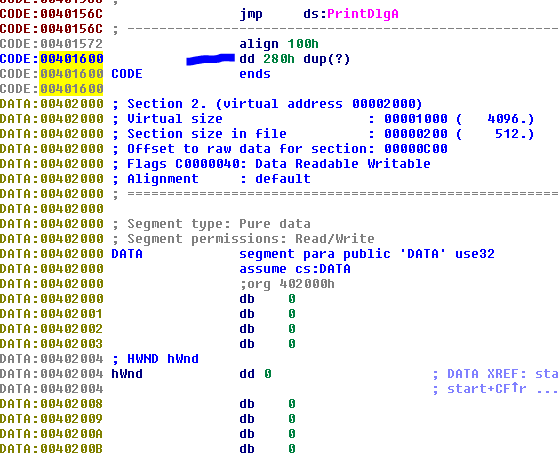 CODE:0040156C jmp ds:PrintDlgA
CODE:0040156C ; ---------------------------------------------------------
CODE:00401572 align 100h
CODE:00401600 dd 280h dup(?)
CODE:00401600 CODE ends
CODE:00401600
DATA:00402000 ; Section 2. (virtual address 00002000)
DATA:00402000 ; Virtual size : 00001000 ( 4096.)
DATA:00402000 ; Section size in file : 00000200 ( 512.)
DATA:00402000 ; Offset to raw data for section: 00000C00
DATA:00402000 ; Flags C0000040: Data Readable Writable
DATA:00402000 ; Alignment : default
DATA:00402000 ; =========================================================
DATA:00402000
DATA:00402000 ; Segment type: Pure data
DATA:00402000 ; Segment permissions: Read/Write
DATA:00402000 DATA segment para public 'DATA' use32
DATA:00402000 assume cs:DATA
DATA:00402000 ;org 402000h
DATA:00402000 db 0
DATA:00402001 db 0
DATA:00402002 db 0
DATA:00402003 db 0
DATA:00402004 ; HWND hWnd
DATA:00402004 hWnd dd 0 ; DATA XREF: sta
DATA:00402004 ; start+CF↑r ...
DATA:00402008 db 0
DATA:00402009 db 0
DATA:0040200A db 0
DATA:0040200B db 0